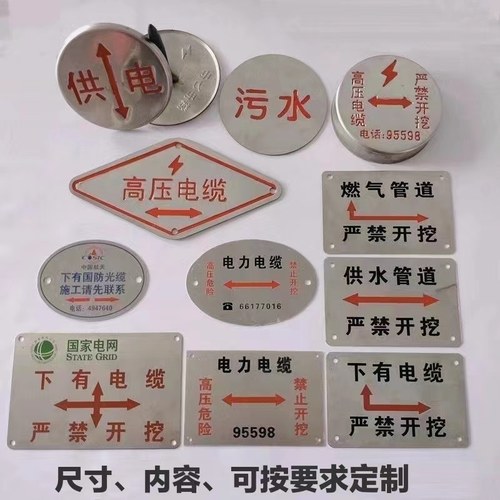 供电
污水
高压电缆
严禁开挖
电话:95598
高压电缆
燃气管道
严禁开挖
中国航天
下有国防光缆
施工请先联系
电话:4947640
电力电缆
高压危险
禁止开挖
☎66177016
供水管道
严禁开挖
国家电网
STATE GRID
下有电缆
严禁开挖
电力电缆
高压危险
禁止开挖
95598
下有电缆
严禁开挖
尺寸、内容、可按要求定制